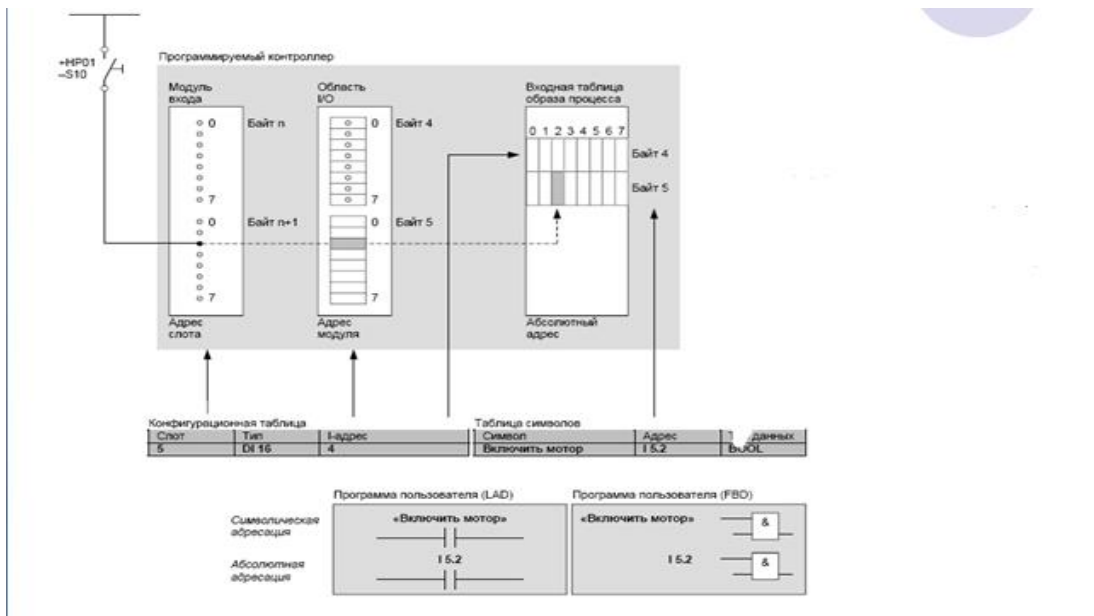 +HP01
–S10
Программируемый контроллер
Модуль
входа
Область
I/O
Входная таблица
образа процесса
0
Байт n
7
0
Байт n+1
7
Адрес
слота
0
Байт 4
7
0
Байт 5
7
Адрес
модуля
0 1 2 3 4 5 6 7
Байт 4
Байт 5
Абсолютный
адрес
Конфигурационная таблица
Слот Тип I-адрес
5 DI 16 4
Таблица символов
Символ Адрес данных
Включить мотор I 5.2 BOOL
Программа пользователя (LAD)
Программа пользователя (FBD)
Символическая
адресация
«Включить мотор»
«Включить мотор»
&
Абсолютная
адресация
I 5.2
I 5.2
&